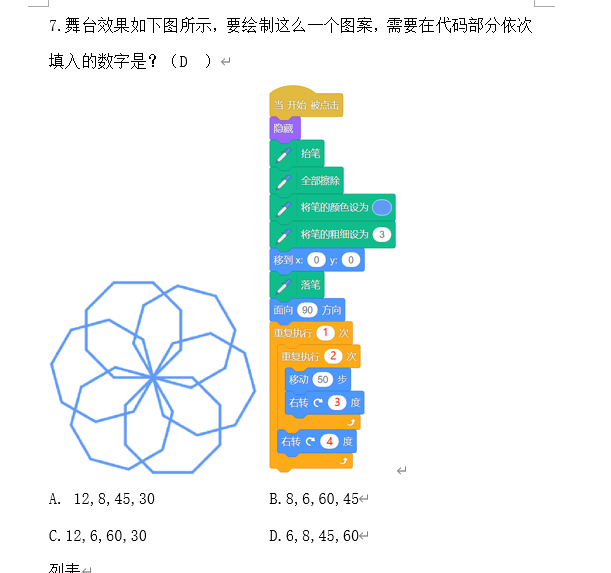 7.舞台效果如下图所示，要绘制这么一个图案，需要在代码部分依次
填入的数字是？（D ）
当 开始 被点击
隐藏
抬笔
全部擦除
将笔的颜色设为
将笔的粗细设为 3
移到 x: 0 y: 0
落笔
面向 90 方向
重复执行 1 次
重复执行 2 次
移动 50 步
右转 3 度
右转 4 度
A. 12,8,45,30
B.8,6,60,45
C.12,6,60,30
D.6,8,45,60
列表